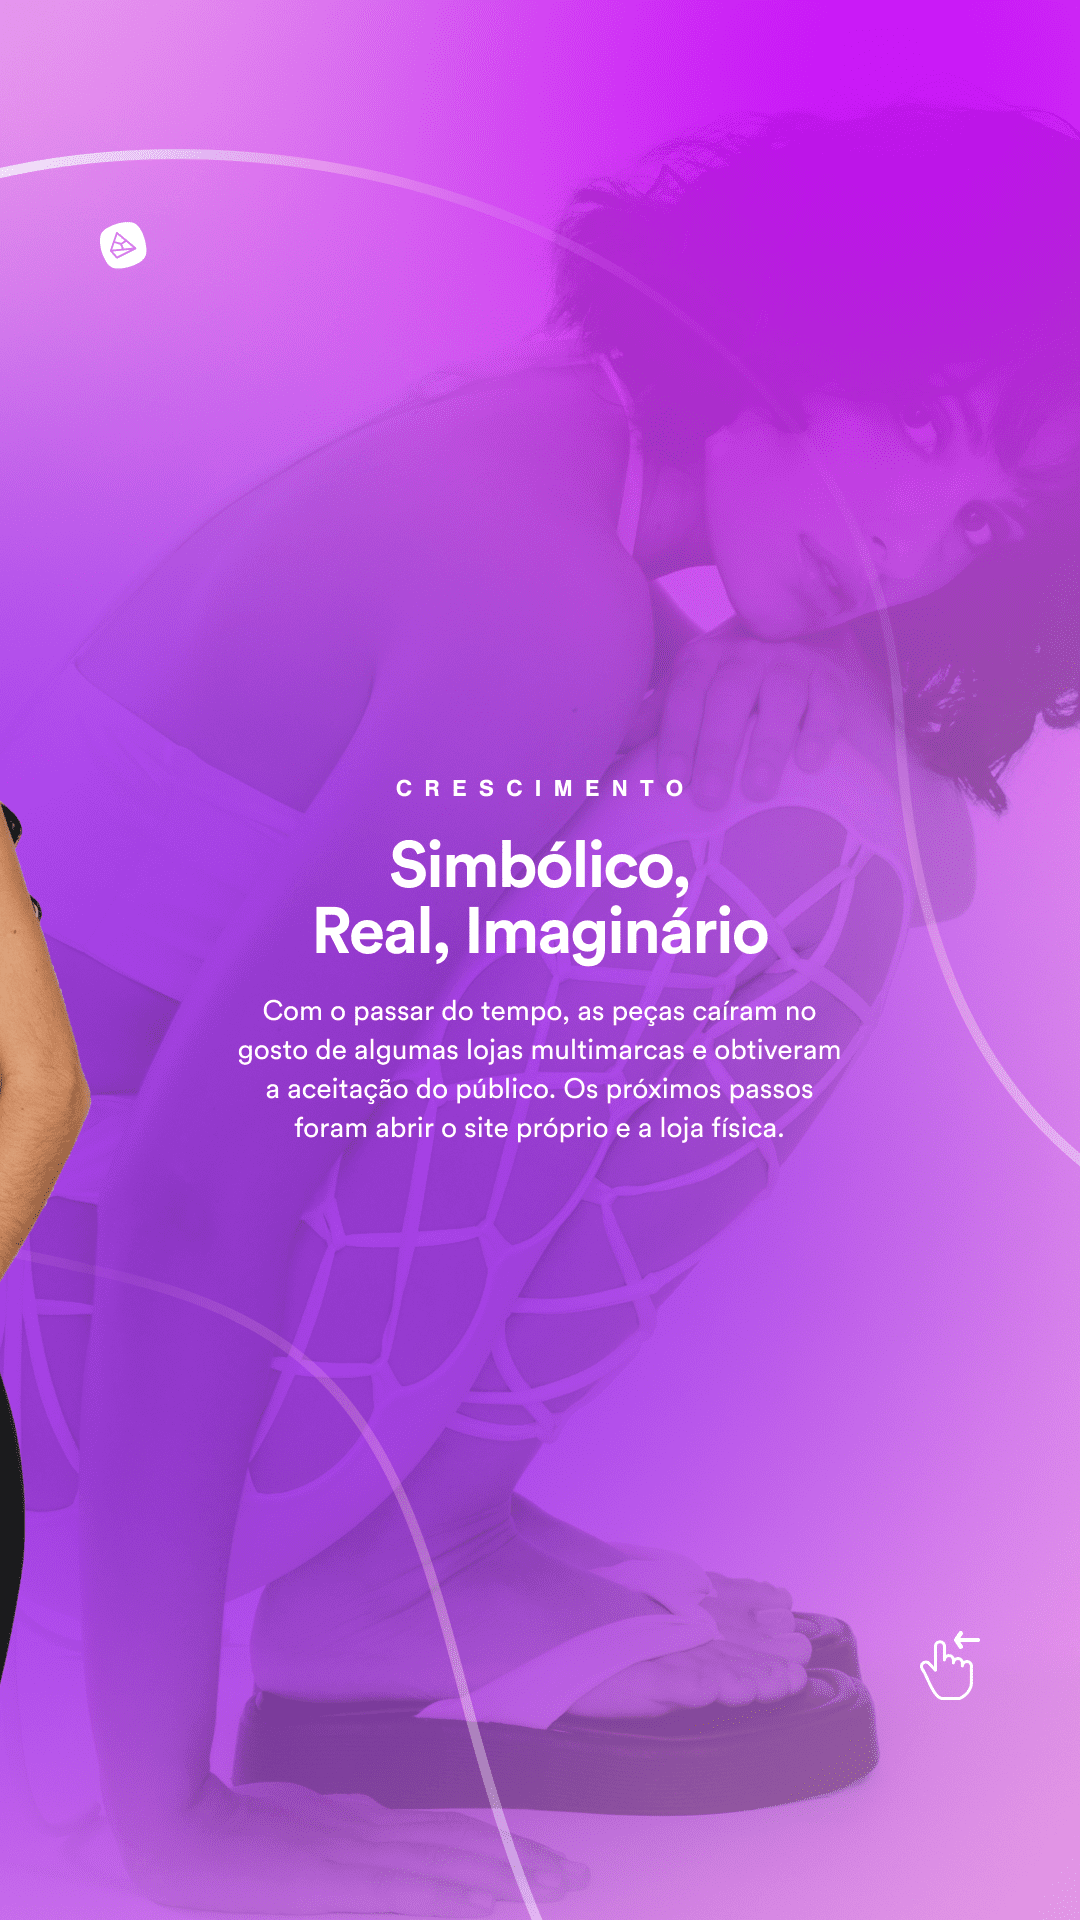 CRESCIMENTO
Simbólico,
Real, Imaginário
Com o passar do tempo, as peças caíram no
gosto de algumas lojas multimarcas e obtiveram
a aceitação do público. Os próximos passos
foram abrir o site próprio e a loja física.